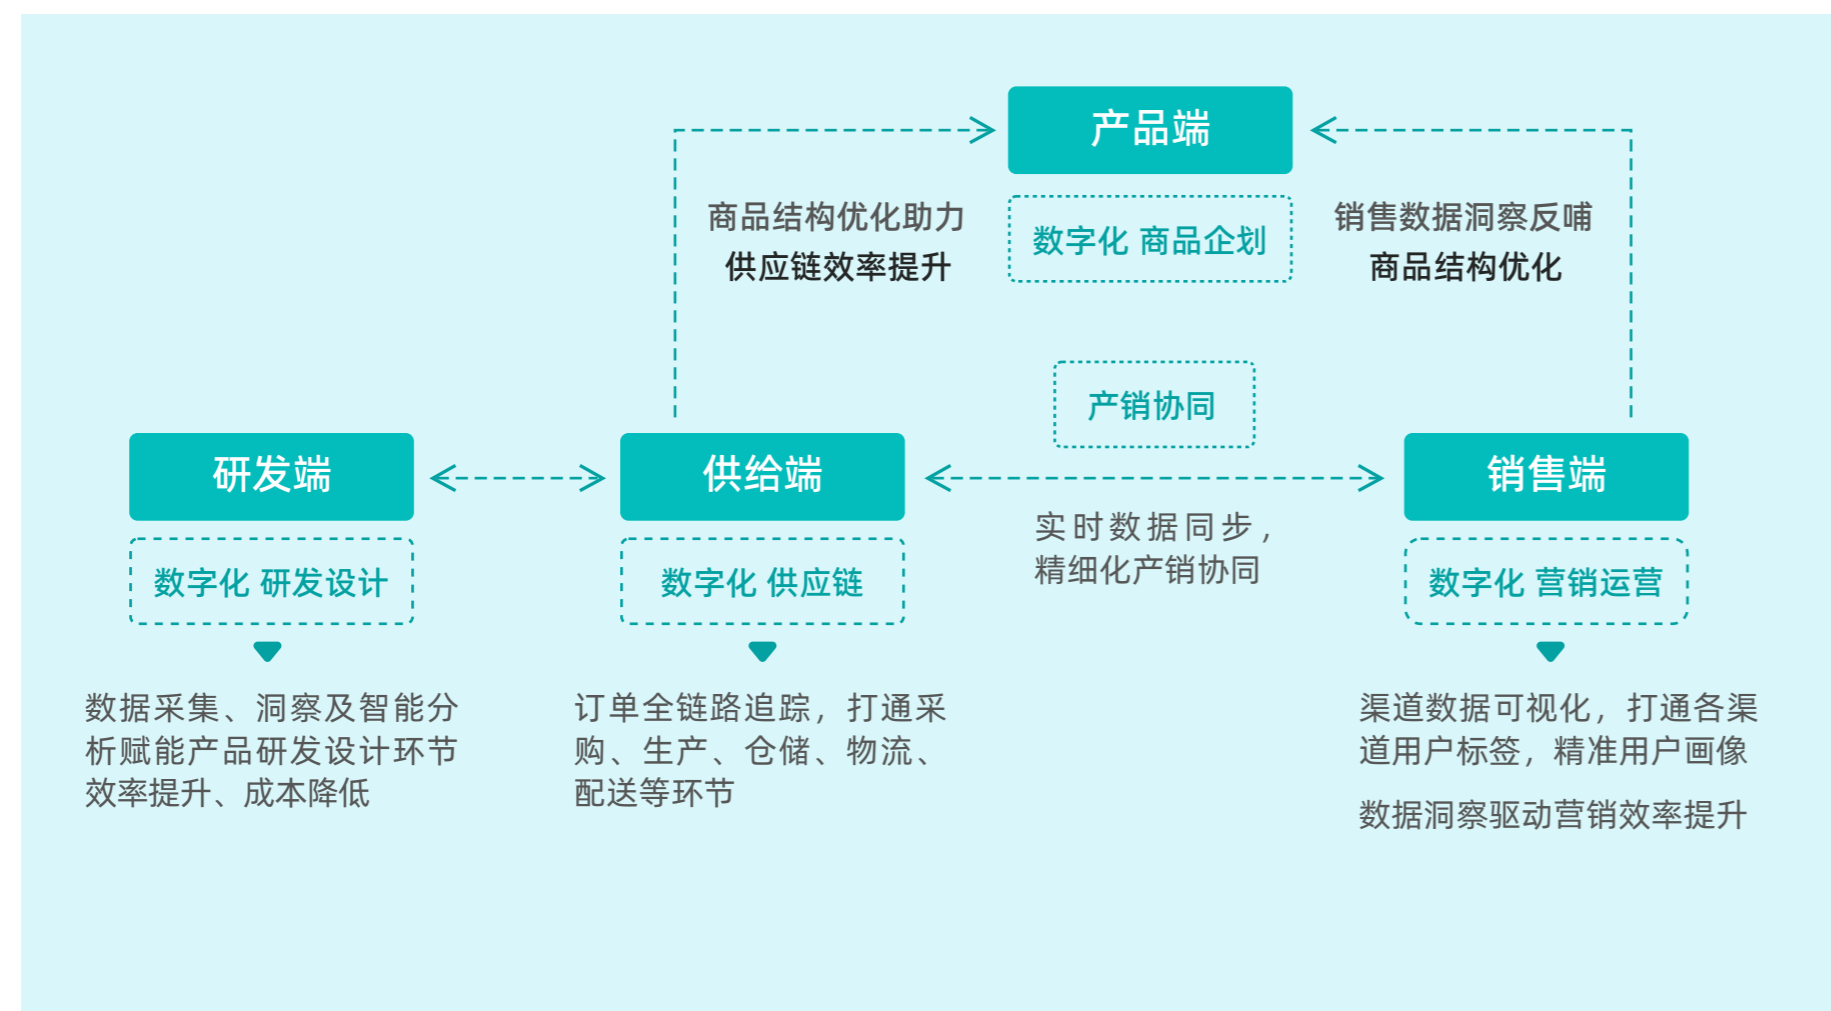 产品端
数字化 商品企划
商品结构优化助力
供应链效率提升
销售数据洞察反哺
商品结构优化
产销协同
研发端
供给端
销售端
实时数据同步，
精细化产销协同
数字化 研发设计
数字化 供应链
数字化 营销运营
数据采集、洞察及智能分
析赋能产品研发设计环节
效率提升、成本降低
订单全链路追踪，打通采
购、生产、仓储、物流、
配送等环节
渠道数据可视化，打通各渠
道用户标签，精准用户画像
数据洞察驱动营销效率提升